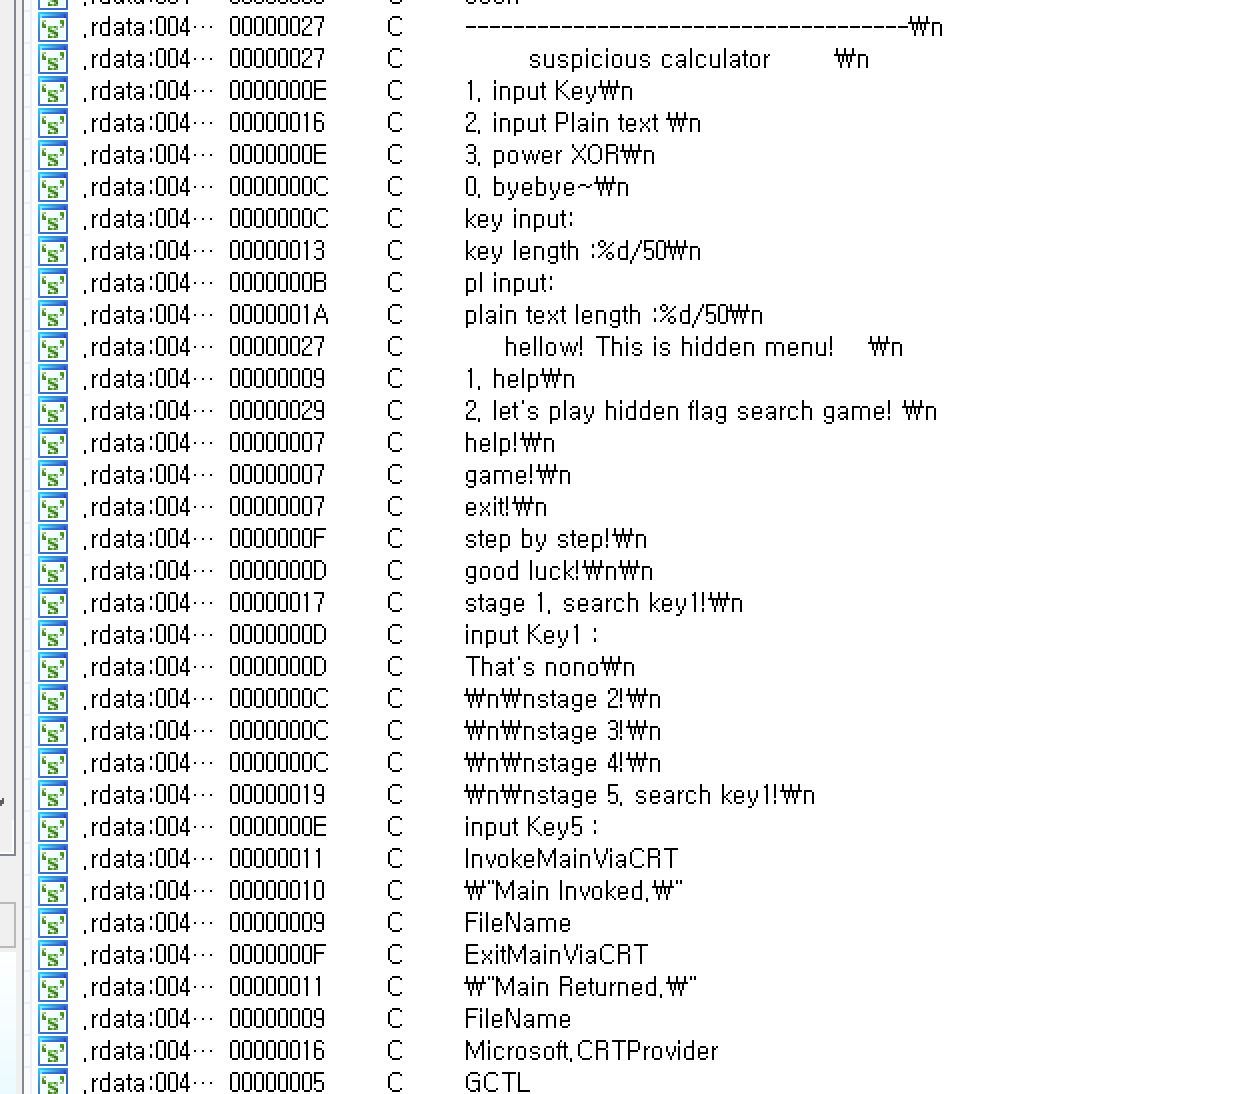 .rdata:004… 00000027 C -------------------------------------₩n
.rdata:004… 00000027 C suspicious calculator ₩n
.rdata:004… 0000000E C 1. input Key₩n
.rdata:004… 00000016 C 2. input Plain text ₩n
.rdata:004… 0000000E C 3. power XOR₩n
.rdata:004… 0000000C C 0. byebye~₩n
.rdata:004… 0000000C C key input:
.rdata:004… 00000013 C key length :%d/50₩n
.rdata:004… 0000000B C pl input:
.rdata:004… 0000001A C plain text length :%d/50₩n
.rdata:004… 00000027 C hellow! This is hidden menu! ₩n
.rdata:004… 00000009 C 1. help₩n
.rdata:004… 00000029 C 2. let's play hidden flag search game! ₩n
.rdata:004… 00000007 C help!₩n
.rdata:004… 00000007 C game!₩n
.rdata:004… 00000007 C exit!₩n
.rdata:004… 0000000F C step by step!₩n
.rdata:004… 0000000D C good luck!₩n₩n
.rdata:004… 00000017 C stage 1. search key1!₩n
.rdata:004… 0000000D C input Key1 :
.rdata:004… 0000000D C That's nono₩n
.rdata:004… 0000000C C ₩n₩nstage 2!₩n
.rdata:004… 0000000C C ₩n₩nstage 3!₩n
.rdata:004… 0000000C C ₩n₩nstage 4!₩n
.rdata:004… 00000019 C ₩n₩nstage 5. search key1!₩n
.rdata:004… 0000000E C input Key5 :
.rdata:004… 00000011 C InvokeMainViaCRT
.rdata:004… 00000010 C ₩"Main Invoked.₩"
.rdata:004… 00000009 C FileName
.rdata:004… 0000000F C ExitMainViaCRT
.rdata:004… 00000011 C ₩"Main Returned.₩"
.rdata:004… 00000009 C FileName
.rdata:004… 00000016 C Microsoft.CRTProvider
.rdata:004… 00000005 C GCTL